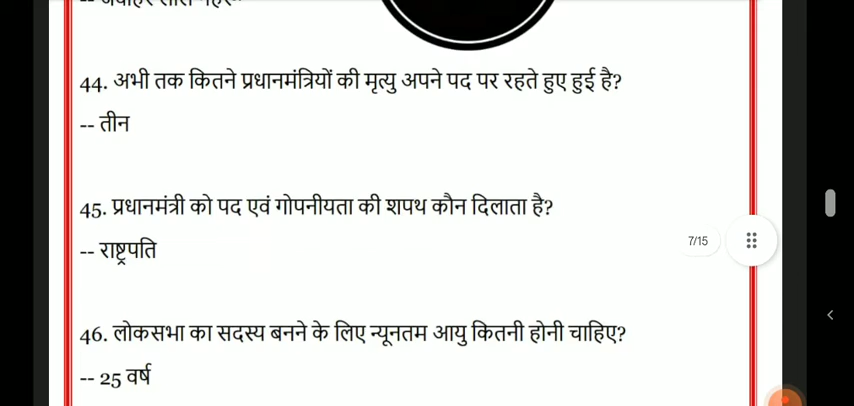 44. अभी तक कितने प्रधानमंत्रियों की मृत्यु अपने पद पर रहते हुए हुई है?
-- तीन
45. प्रधानमंत्री को पद एवं गोपनीयता की शपथ कौन दिलाता है?
-- राष्ट्रपति
7/15
46. लोकसभा का सदस्य बनने के लिए न्यूनतम आयु कितनी होनी चाहिए?
-- 25 वर्ष